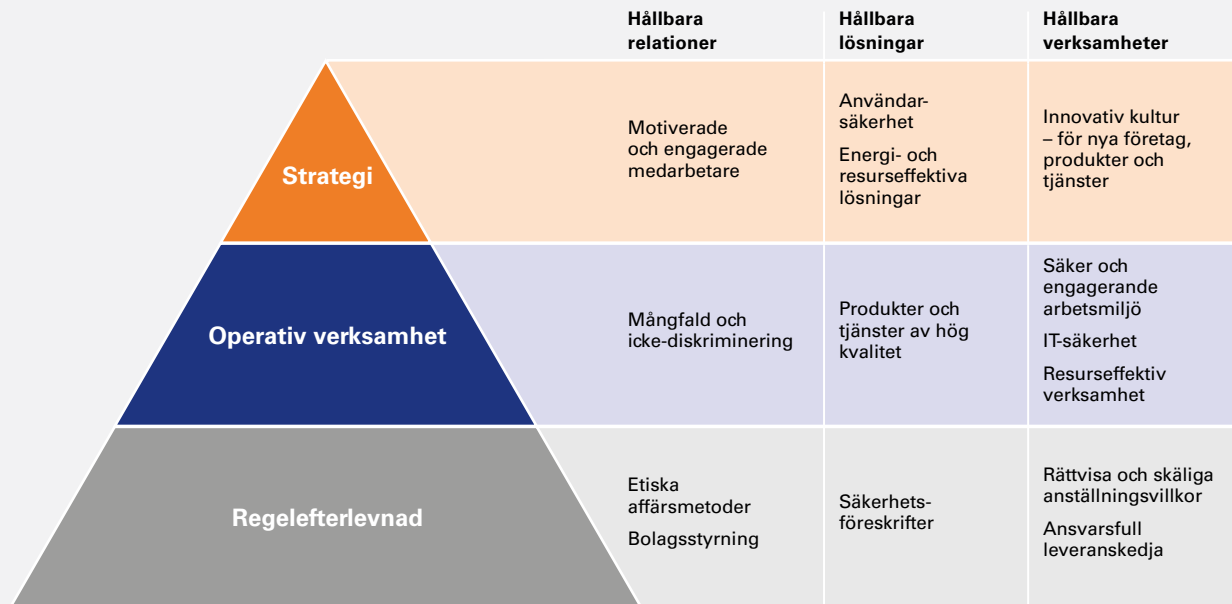 Hållbara
relationer
Hållbara
lösningar
Hållbara
verksamheter
Strategi
Motiverade
och engagerade
medarbetare
Användar-
säkerhet
Energi- och
resurseffektiva
lösningar
Innovativ kultur
– för nya företag,
produkter och
tjänster
Operativ verksamhet
Mångfald och
icke-diskriminering
Produkter och
tjänster av hög
kvalitet
Säker och
engagerande
arbetsmiljö
IT-säkerhet
Resurseffektiv
verksamhet
Regelefterlevnad
Etiska
affärsmetoder
Bolagsstyrning
Säkerhets-
föreskrifter
Rättvisa och skäliga
anställningsvillkor
Ansvarsfull
leveranskedja